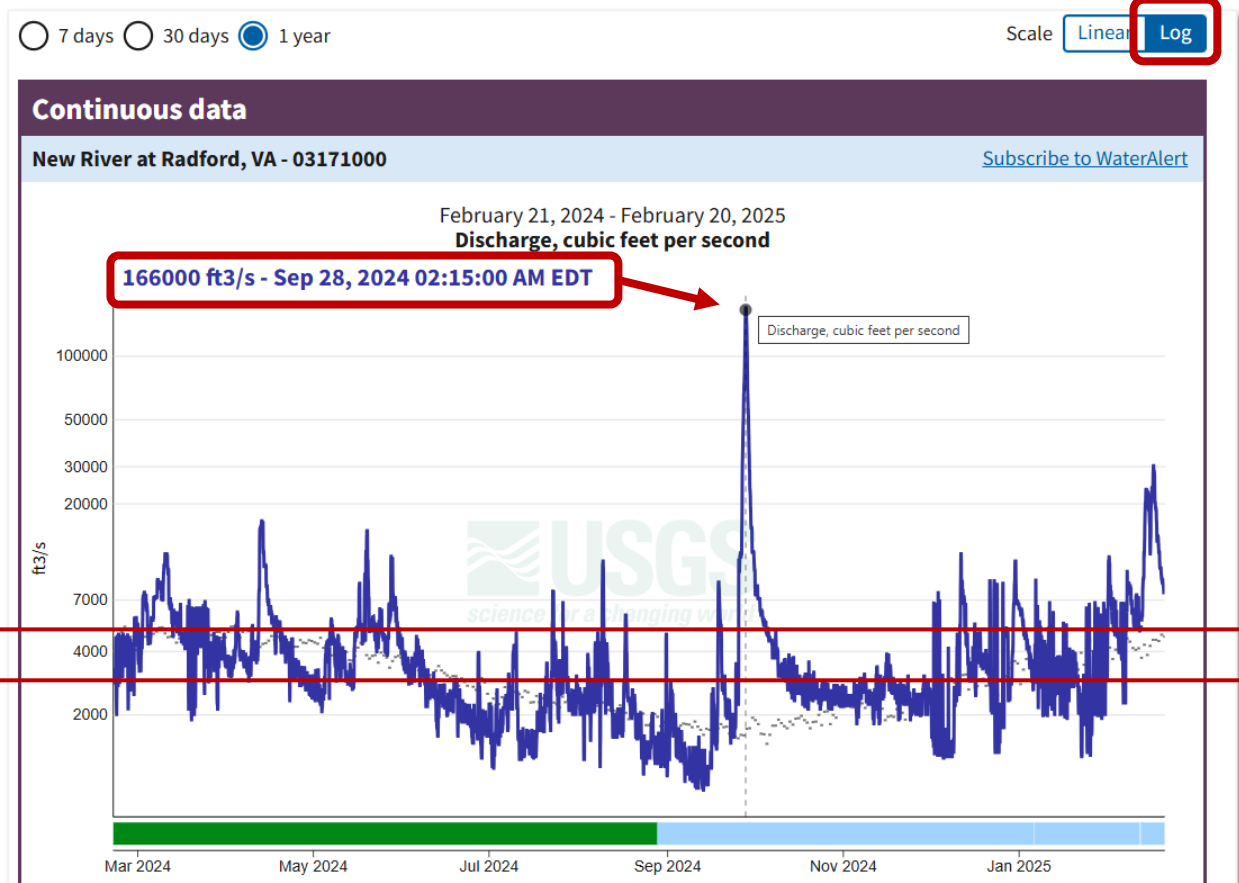 7 days 30 days 1 year Scale Linear Log
Continuous data
New River at Radford, VA - 03171000 Subscribe to WaterAlert
February 21, 2024 - February 20, 2025
Discharge, cubic feet per second
166000 ft3/s - Sep 28, 2024 02:15:00 AM EDT
Discharge, cubic feet per second
100000
50000
30000
20000
ft3/s
USGS
science for a changing world
7000
4000
2000
Mar 2024 May 2024 Jul 2024 Sep 2024 Nov 2024 Jan 2025